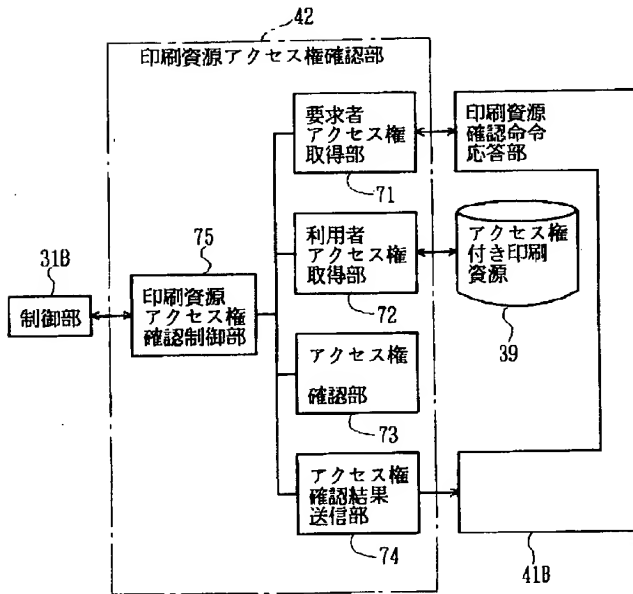 42
印刷資源アクセス権確認部
要求者
アクセス権
取得部
71
印刷資源
確認命令
応答部
利用者
アクセス権
取得部
72
アクセス権
付き印刷
資源
39
75
印刷資源
アクセス権
確認制御部
31B
制御部
アクセス権
確認部
73
アクセス権
確認結果
送信部
74
41B